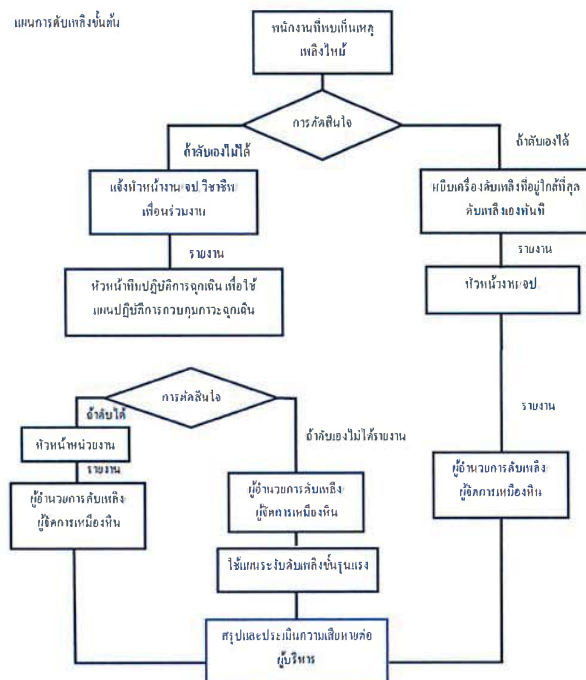 แผนการดับเพลิงขั้นต้น
พนักงานที่พบเห็นเหตุ
เพลิงไหม้
การตัดสินใจ
ถ้าดับเองไม่ได้
ถ้าดับเองได้
แจ้งหัวหน้างาน/จป.วิชาชีพ/
เพื่อนร่วมงาน
หยิบเครื่องดับเพลิงที่อยู่ใกล้ที่สุด
ดับเพลิงเองทันที
รายงาน
รายงาน
หัวหน้าทีมปฏิบัติการฉุกเฉิน เพื่อใช้
แผนปฏิบัติการควบคุมภาวะฉุกเฉิน
หัวหน้างาน/จป.
การตัดสินใจ
ถ้าดับได้
รายงาน
หัวหน้าหน่วยงาน
ถ้าดับเองไม่ได้รายงาน
รายงาน
ผู้อำนวยการดับเพลิง/
ผู้จัดการเหมืองหิน
ผู้อำนวยการดับเพลิง/
ผู้จัดการเหมืองหิน
ผู้อำนวยการดับเพลิง/
ผู้จัดการเหมืองหิน
ใช้แผนระงับดับเพลิงขั้นรุนแรง
สรุปและประเมินความเสียหายต่อ
ผู้บริหาร